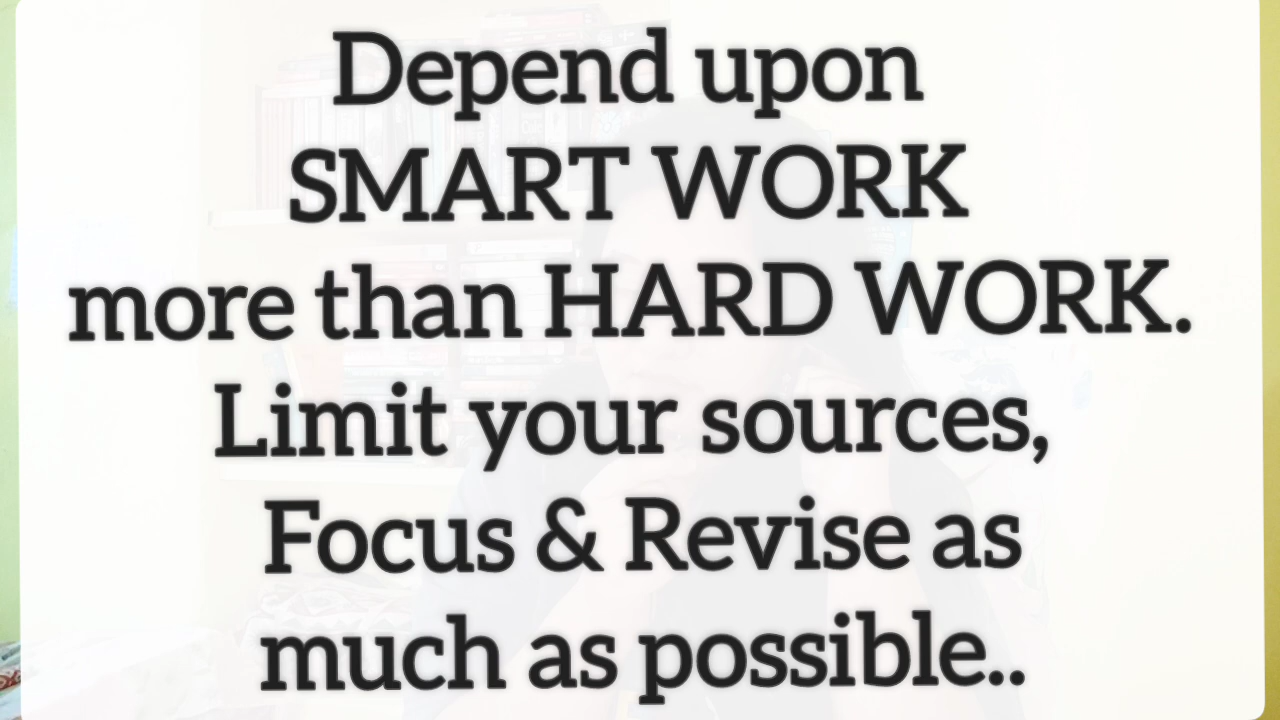 Depend upon
SMART WORK
more than HARD WORK.
Limit your sources,
Focus & Revise as
much as possible..